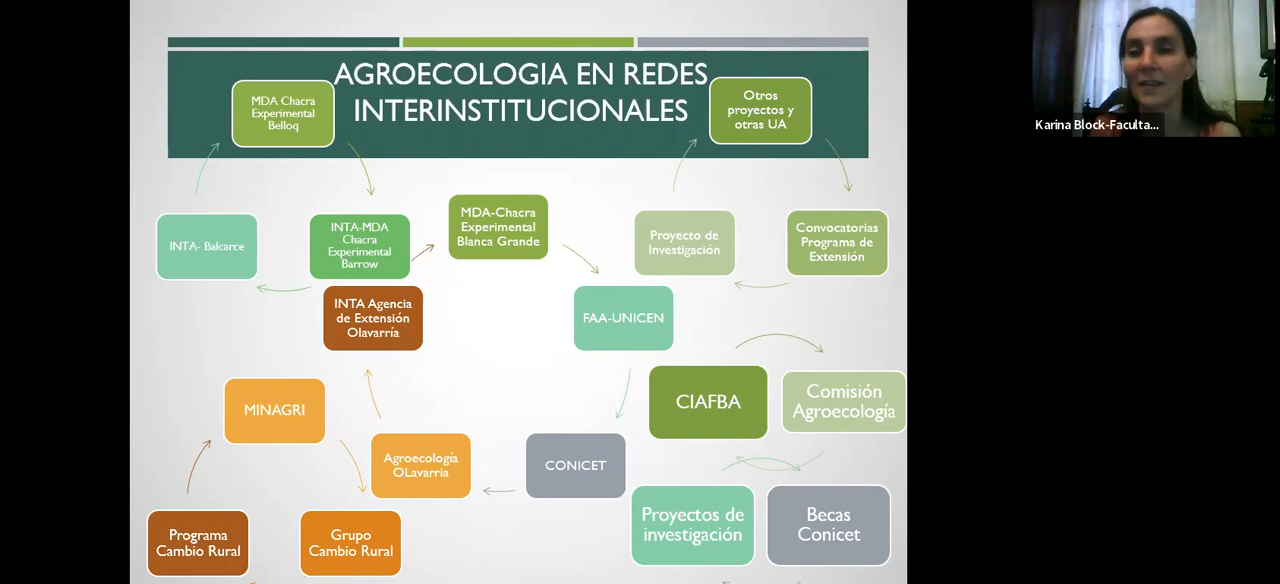 AGROECOLOGIA EN REDES
INTERINSTITUCIONALES
MDA Chacra
Experimental
Bellocq
Otros
proyectos y
otras UA
Karina Block-Faculta...
INTA- Balcarce
INTA-MDA
Chacra
Experimental
Barrow
MDA-Chacra
Experimental
Blanca Grande
Proyecto de
Investigación
Convocatorias
Programa de
Extensión
INTA Agencia
de Extensión
Olavarría
FAA-UNICEN
MINAGRI
CIAFBA
Comisión
Agroecología
Agroecología
OLavarria
CONICET
Programa
Cambio Rural
Grupo
Cambio Rural
Proyectos de
investigación
Becas
Conicet